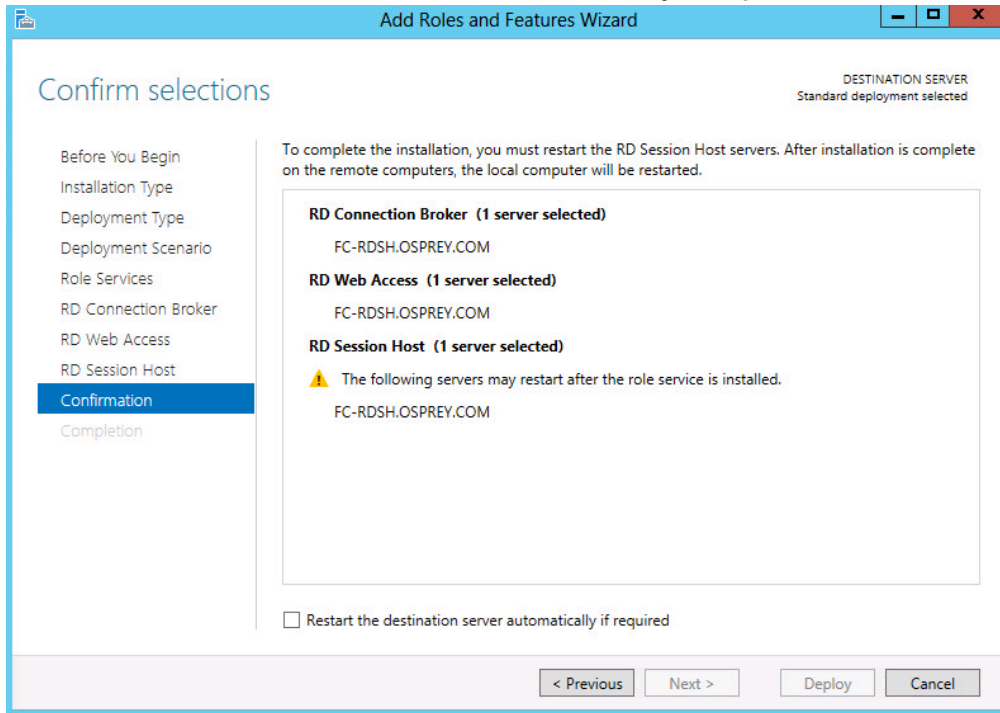 Add Roles and Features Wizard
Confirm selections
DESTINATION SERVER
Standard deployment selected
Before You Begin
Installation Type
Deployment Type
Deployment Scenario
Role Services
RD Connection Broker
RD Web Access
RD Session Host
Confirmation
Completion
To complete the installation, you must restart the RD Session Host servers. After installation is complete
on the remote computers, the local computer will be restarted.
RD Connection Broker (1 server selected)
FC-RDSH.OSPREY.COM
RD Web Access (1 server selected)
FC-RDSH.OSPREY.COM
RD Session Host (1 server selected)
The following servers may restart after the role service is installed.
FC-RDSH.OSPREY.COM
Restart the destination server automatically if required
< Previous
Next >
Deploy
Cancel